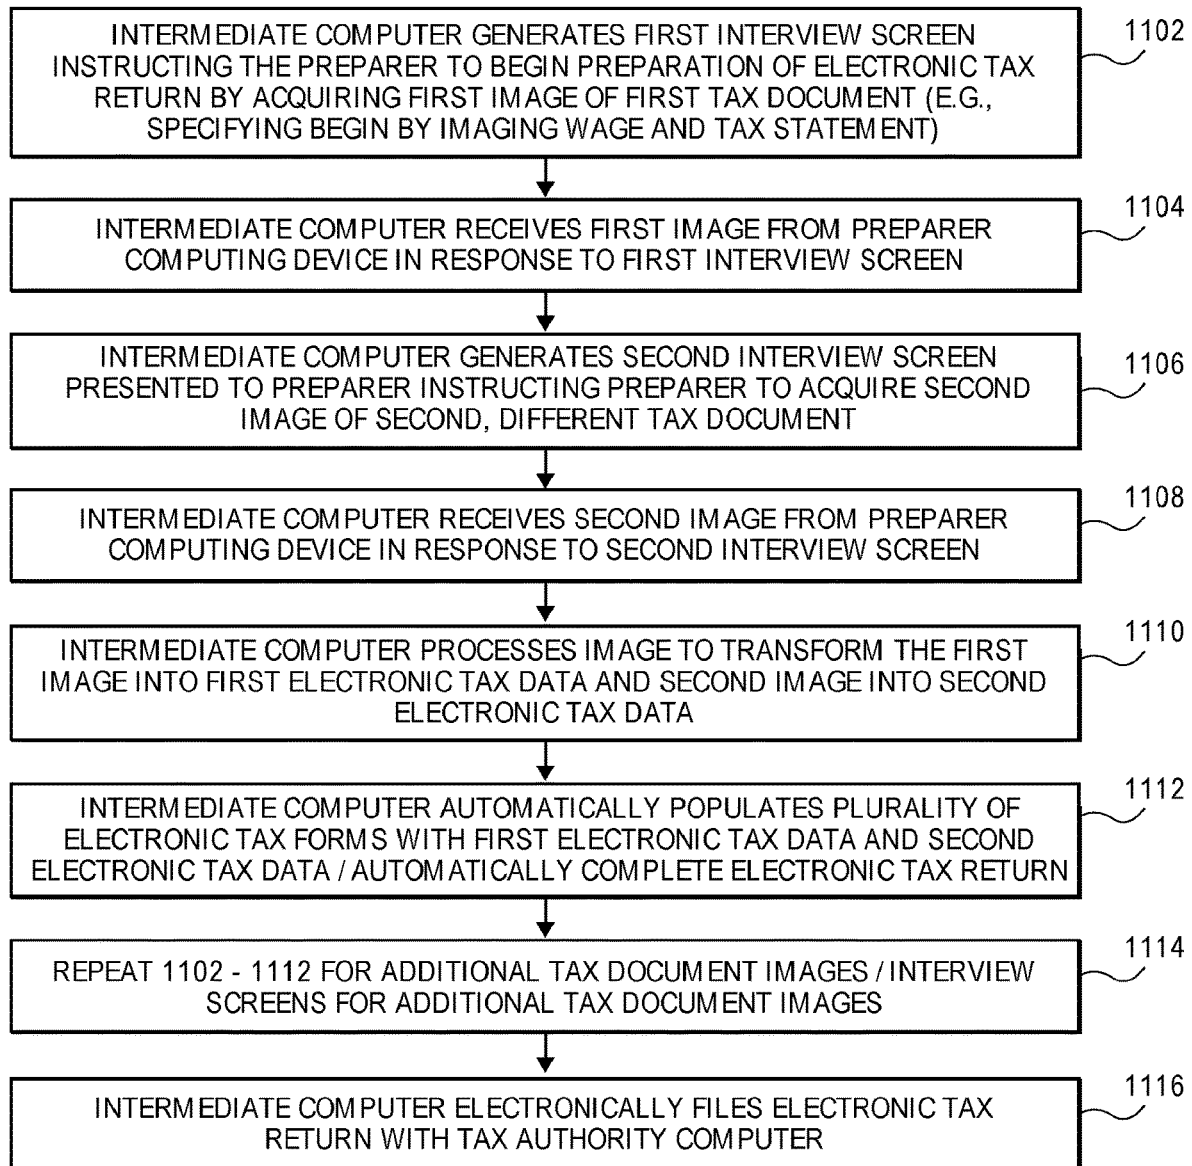 INTERMEDIATE COMPUTER GENERATES FIRST INTERVIEW SCREEN
INSTRUCTING THE PREPARER TO BEGIN PREPARATION OF ELECTRONIC TAX
RETURN BY ACQUIRING FIRST IMAGE OF FIRST TAX DOCUMENT (E.G.,
SPECIFYING BEGIN BY IMAGING WAGE AND TAX STATEMENT)
1102
INTERMEDIATE COMPUTER RECEIVES FIRST IMAGE FROM PREPARER
COMPUTING DEVICE IN RESPONSE TO FIRST INTERVIEW SCREEN
1104
INTERMEDIATE COMPUTER GENERATES SECOND INTERVIEW SCREEN
PRESENTED TO PREPARER INSTRUCTING PREPARER TO ACQUIRE SECOND
IMAGE OF SECOND, DIFFERENT TAX DOCUMENT
1106
INTERMEDIATE COMPUTER RECEIVES SECOND IMAGE FROM PREPARER
COMPUTING DEVICE IN RESPONSE TO SECOND INTERVIEW SCREEN
1108
INTERMEDIATE COMPUTER PROCESSES IMAGE TO TRANSFORM THE FIRST
IMAGE INTO FIRST ELECTRONIC TAX DATA AND SECOND IMAGE INTO SECOND
ELECTRONIC TAX DATA
1110
INTERMEDIATE COMPUTER AUTOMATICALLY POPULATES PLURALITY OF
ELECTRONIC TAX FORMS WITH FIRST ELECTRONIC TAX DATA AND SECOND
ELECTRONIC TAX DATA / AUTOMATICALLY COMPLETE ELECTRONIC TAX RETURN
1112
REPEAT 1102 - 1112 FOR ADDITIONAL TAX DOCUMENT IMAGES / INTERVIEW
SCREENS FOR ADDITIONAL TAX DOCUMENT IMAGES
1114
INTERMEDIATE COMPUTER ELECTRONICALLY FILES ELECTRONIC TAX
RETURN WITH TAX AUTHORITY COMPUTER
1116